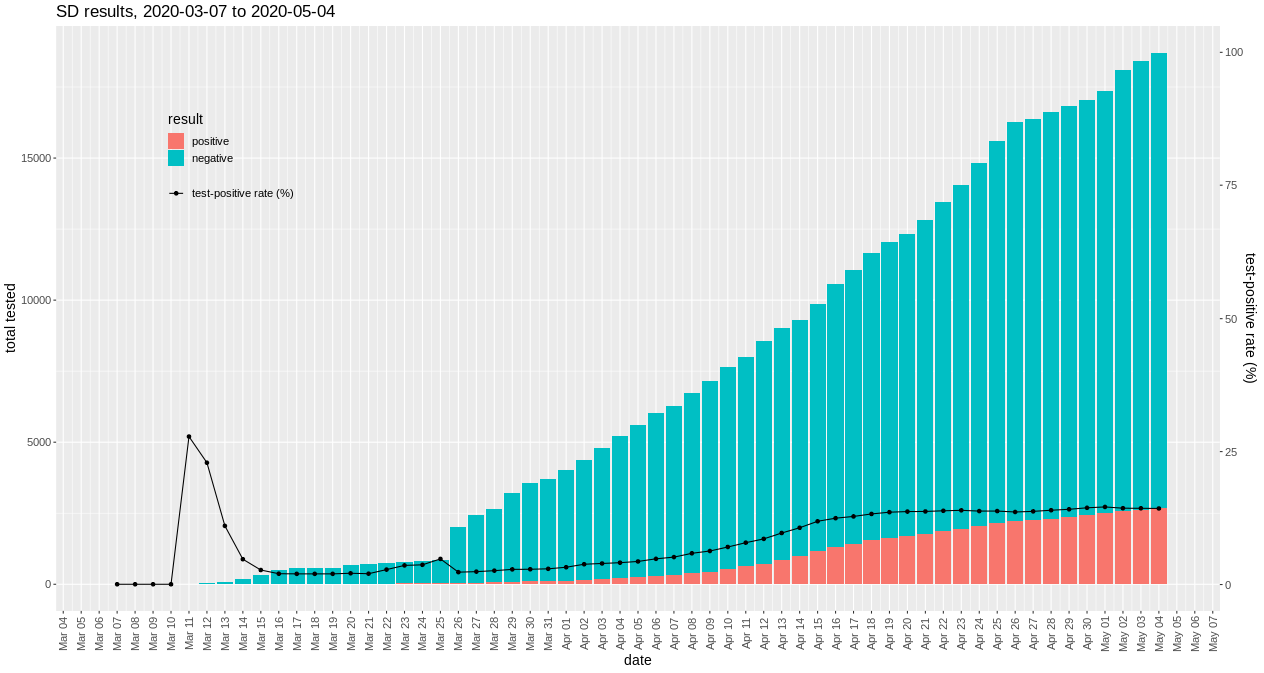 SD results, 2020-03-07 to 2020-05-04
result
positive
negative
test-positive rate (%)
total tested
15000
10000
5000
0
100
75
50
25
0
test-positive rate (%)
Mar 04
Mar 05
Mar 06
Mar 07
Mar 08
Mar 09
Mar 10
Mar 11
Mar 12
Mar 13
Mar 14
Mar 15
Mar 16
Mar 17
Mar 18
Mar 19
Mar 20
Mar 21
Mar 22
Mar 23
Mar 24
Mar 25
Mar 26
Mar 27
Mar 28
Mar 29
Mar 30
Mar 31
Apr 01
Apr 02
Apr 03
Apr 04
Apr 05
Apr 06
Apr 07
Apr 08
Apr 09
Apr 10
Apr 11
Apr 12
Apr 13
Apr 14
Apr 15
Apr 16
Apr 17
Apr 18
Apr 19
Apr 20
Apr 21
Apr 22
Apr 23
Apr 24
Apr 25
Apr 26
Apr 27
Apr 28
Apr 29
Apr 30
May 01
May 02
May 03
May 04
May 05
May 06
May 07
date